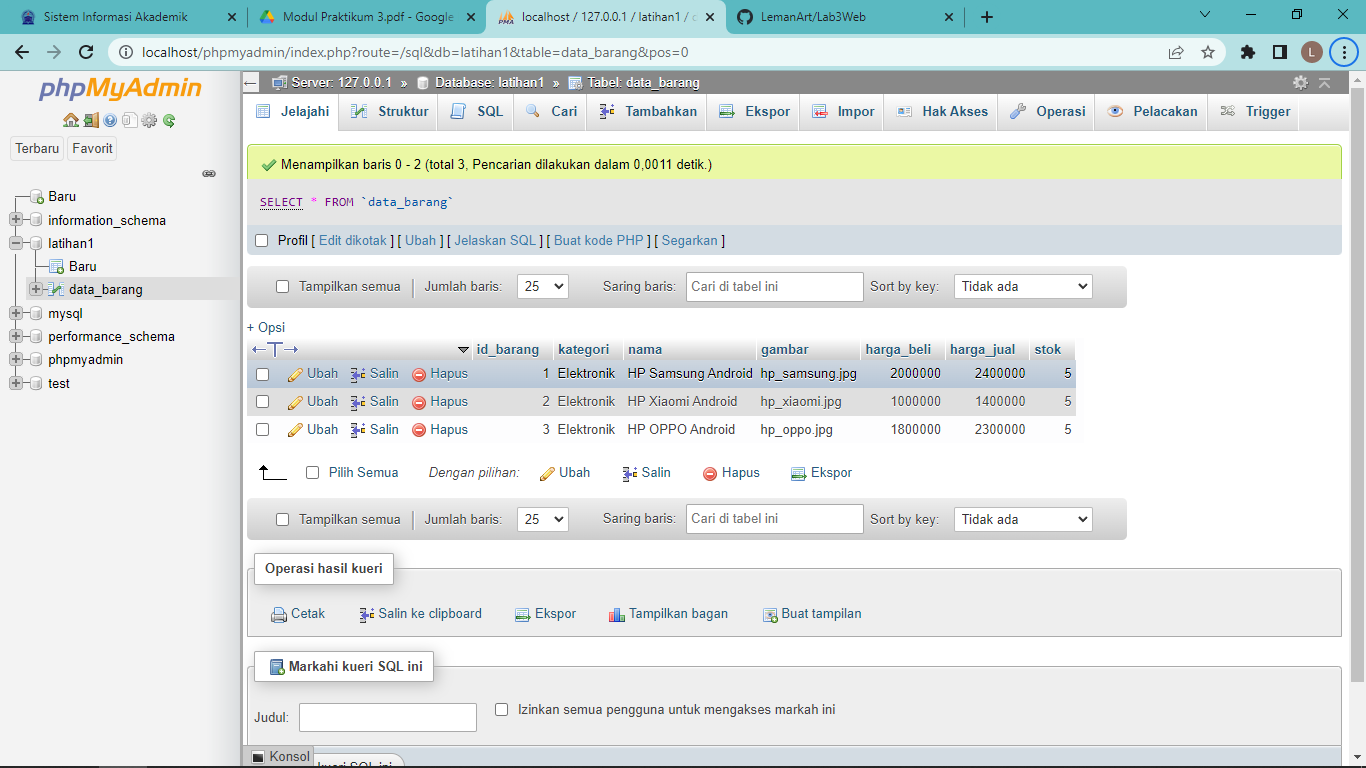 Sistem Informasi Akademik
Modul Praktikum 3.pdf - Google
localhost / 127.0.0.1 / latihan1 /
LemanArt/Lab3Web
localhost/phpmyadmin/index.php?route=/sql&db=latihan1&table=data_barang&pos=0
L
phpMyAdmin
Terbaru Favorit
Baru
information_schema
latihan1
Baru
data_barang
mysql
performance_schema
phpmyadmin
test
Server: 127.0.0.1 » Database: latihan1 » Tabel: data_barang
Jelajahi Struktur SQL Cari Tambahkan Ekspor Impor Hak Akses Operasi Pelacakan Trigger
Menampilkan baris 0 - 2 (total 3, Pencarian dilakukan dalam 0,0011 detik.)
SELECT * FROM `data_barang`
Profil [ Edit dikotak ] [ Ubah ] [ Jelaskan SQL ] [ Buat kode PHP ] [ Segarkan ]
Tampilkan semua Jumlah baris: 25 Saring baris: Cari di tabel ini Sort by key: Tidak ada
+ Opsi
id_barang kategori nama gambar harga_beli harga_jual stok
Ubah Salin Hapus 1 Elektronik HP Samsung Android hp_samsung.jpg 2000000 2400000 5
Ubah Salin Hapus 2 Elektronik HP Xiaomi Android hp_xiaomi.jpg 1000000 1400000 5
Ubah Salin Hapus 3 Elektronik HP OPPO Android hp_oppo.jpg 1800000 2300000 5
Pilih Semua Dengan pilihan: Ubah Salin Hapus Ekspor
Tampilkan semua Jumlah baris: 25 Saring baris: Cari di tabel ini Sort by key: Tidak ada
Operasi hasil kueri
Cetak Salin ke clipboard Ekspor Tampilkan bagan Buat tampilan
Markahi kueri SQL ini
Judul: Izinkan semua pengguna untuk mengakses markah ini
Konsol kueri SQL ini